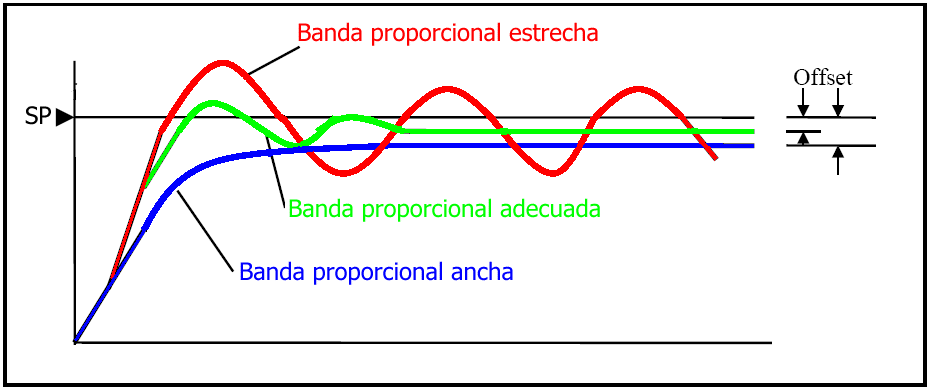 Banda proporcional estrecha
Offset
SP
Banda proporcional adecuada
Banda proporcional ancha